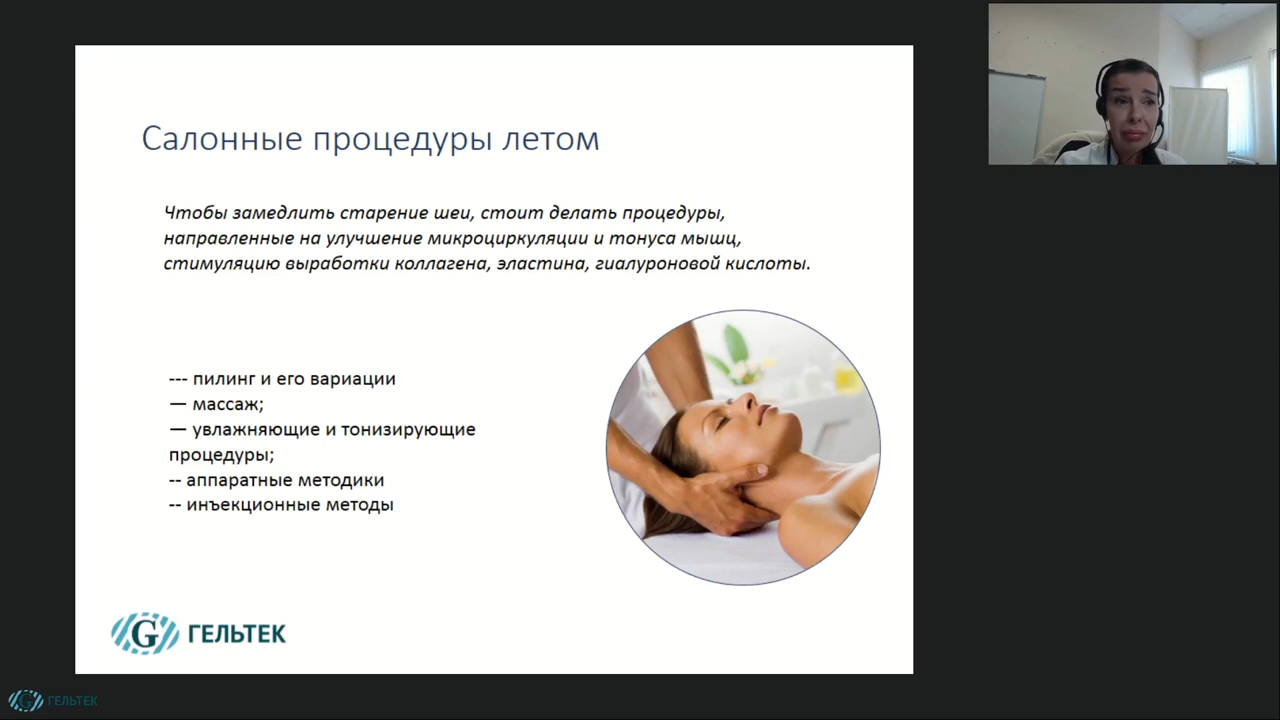 Салонные процедуры летом
Чтобы замедлить старение шеи, стоит делать процедуры,
направленные на улучшение микроциркуляции и тонуса мышц,
стимуляцию выработки коллагена, эластина, гиалуроновой кислоты.
--- пилинг и его вариации
— массаж;
— увлажняющие и тонизирующие
процедуры;
-- аппаратные методики
-- инъекционные методы
G ГЕЛЬТЕК
G ГЕЛЬТЕК